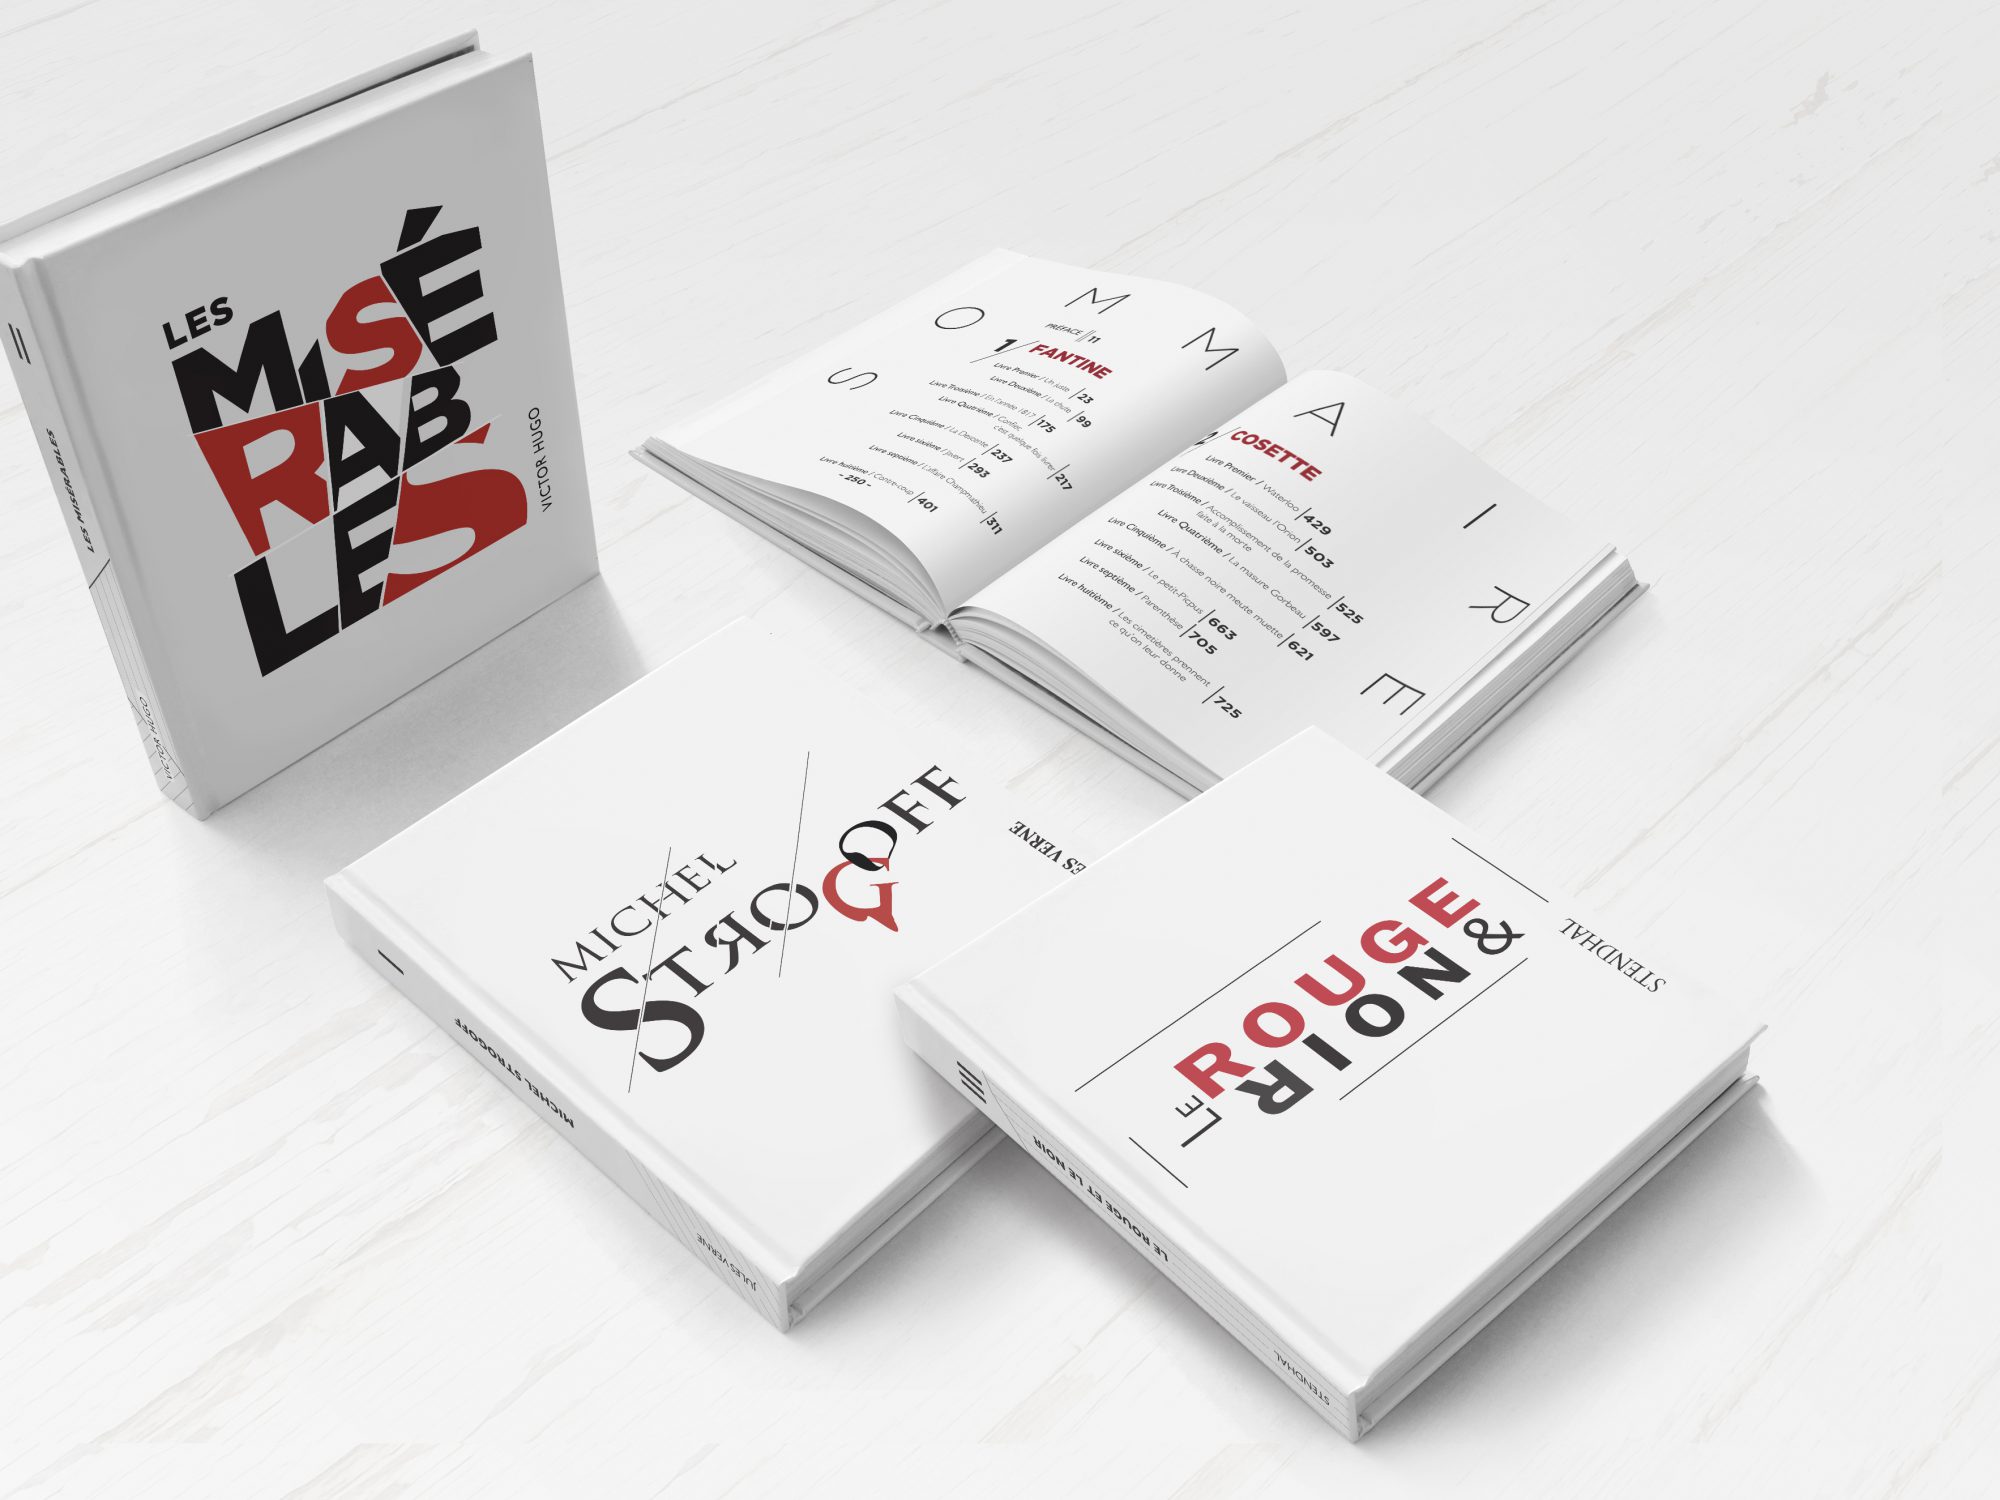 LES
MISÉ
RAB
LES
VICTOR HUGO
LES MISÉRABLES
VICTOR HUGO
SOMMAIRE
PRÉFACE // 11
1 / FANTINE
Livre Premier / Un juste | 23
Livre Deuxième / La chute | 99
Livre Troisième / En l'année 1817 | 175
Livre Quatrième / Confier,
c'est quelque fois livrer | 217
Livre Cinquième / La Descente | 237
Livre sixième / Javert | 293
Livre septième / L'affaire Champmathieu | 311
Livre huitième / Contre-coup | 401
- 250 -
/ COSETTE
Livre Premier / Waterloo | 429
Livre Deuxième / Le vaisseau l'Orion | 503
Livre Troisième / Accomplissement de la promesse
faite à la morte | 525
Livre Quatrième / La masure Gorbeau | 597
Livre Cinquième / À chasse noire meute muette | 621
Livre sixième / Le petit-Picpus | 663
Livre septième / Parenthèse | 705
Livre huitième / Les cimetières prennent
ce qu'on leur donne | 725
MICHEL
STROGOFF
ES VERNE
MICHEL STROGOFF
JULES VERNE
LE
ROUGE &
NOIR
STENDHAL
LE ROUGE ET LE NOIR
STENDHAL